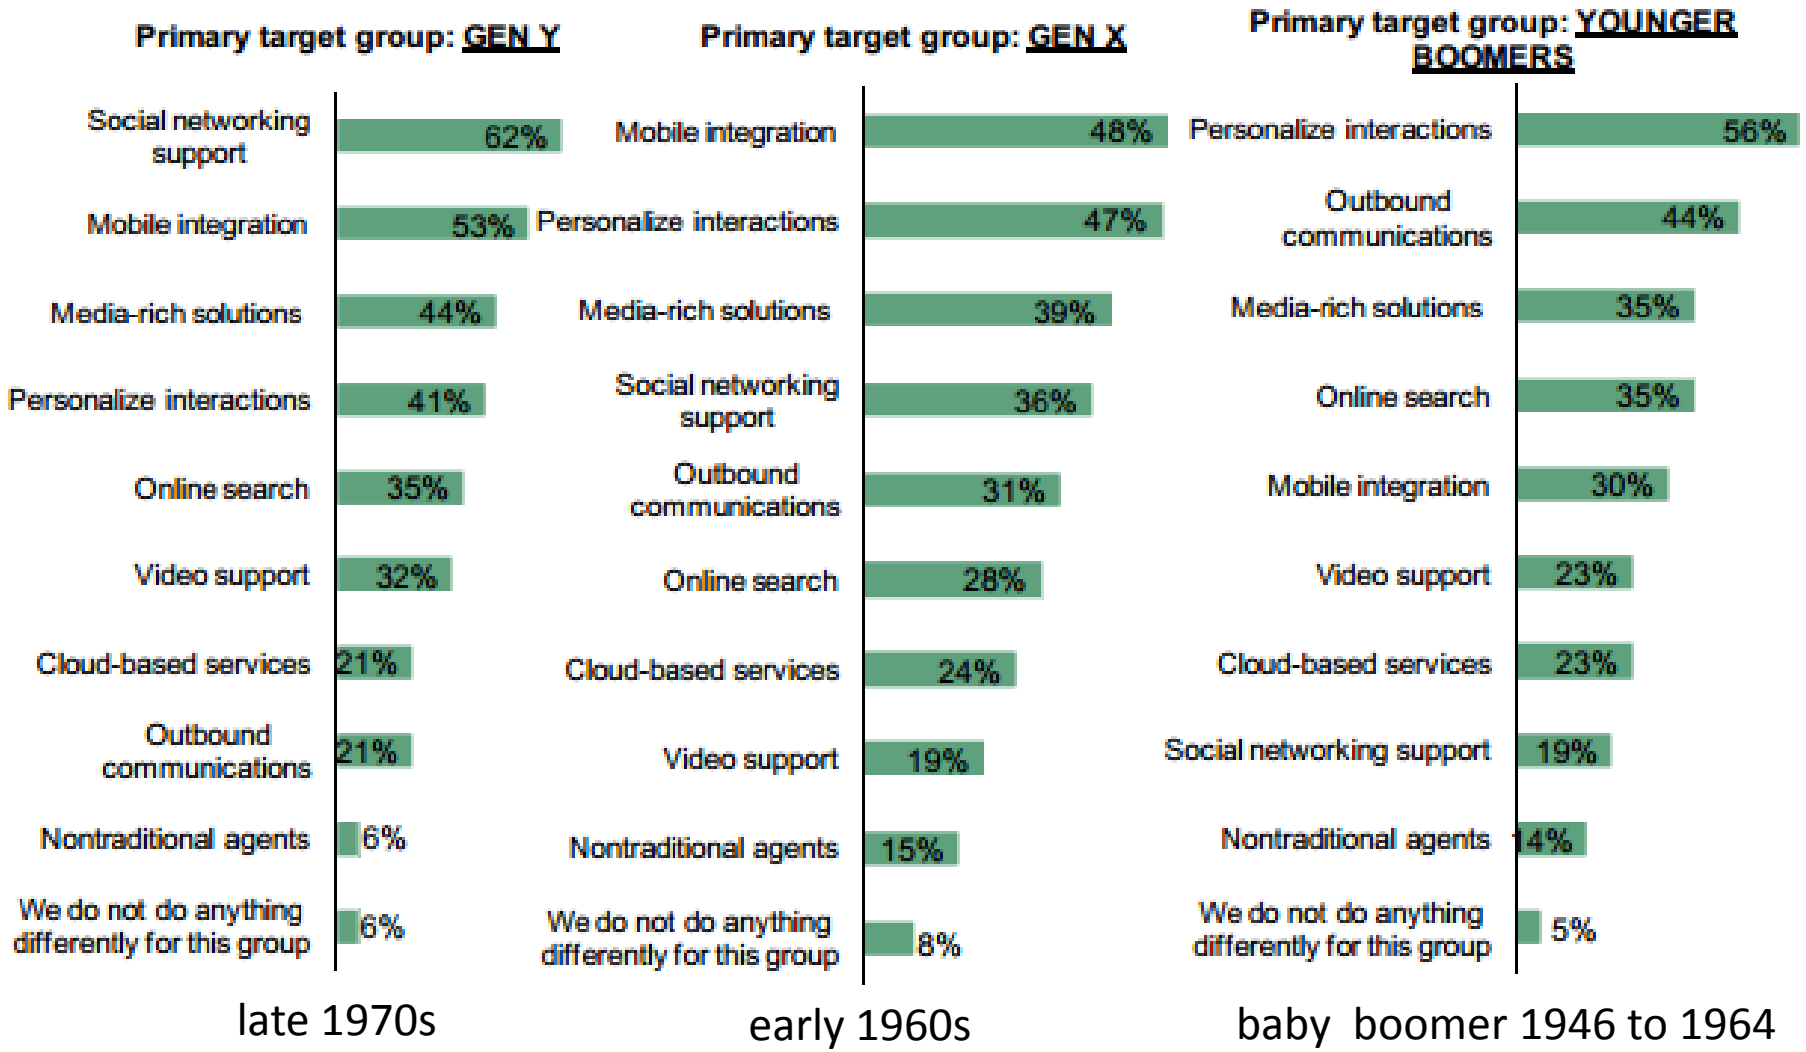 Primary target group: GEN Y
Social networking
support
62%
Mobile integration
53%
Media-rich solutions
44%
Personalize interactions
41%
Online search
35%
Video support
32%
Cloud-based services
21%
Outbound
communications
21%
Nontraditional agents
6%
We do not do anything
differently for this group
6%
late 1970s
Primary target group: GEN X
Mobile integration
48%
Personalize interactions
47%
Media-rich solutions
39%
Social networking
support
36%
Outbound
communications
31%
Online search
28%
Cloud-based services
24%
Video support
19%
Nontraditional agents
15%
We do not do anything
differently for this group
8%
early 1960s
Primary target group: YOUNGER
BOOMERS
Personalize interactions
56%
Outbound
communications
44%
Media-rich solutions
35%
Online search
35%
Mobile integration
30%
Video support
23%
Cloud-based services
23%
Social networking support
19%
Nontraditional agents
14%
We do not do anything
differently for this group
5%
baby boomer 1946 to 1964